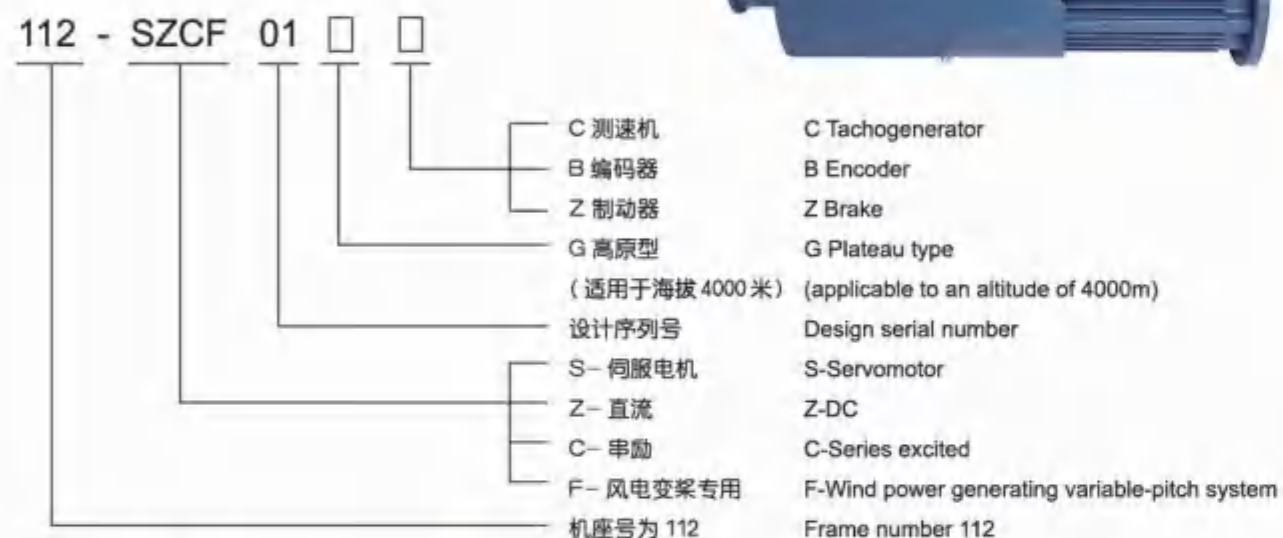 112 - SZCF 01 □ □
C 测速机 C Tachogenerator
B 编码器 B Encoder
Z 制动器 Z Brake
G 高原型 G Plateau type
（适用于海拔 4000 米） (applicable to an altitude of 4000m)
设计序列号 Design serial number
S– 伺服电机 S-Servomotor
Z– 直流 Z-DC
C– 串励 C-Series excited
F– 风电变桨专用 F-Wind power generating variable-pitch system
机座号为 112 Frame number 112